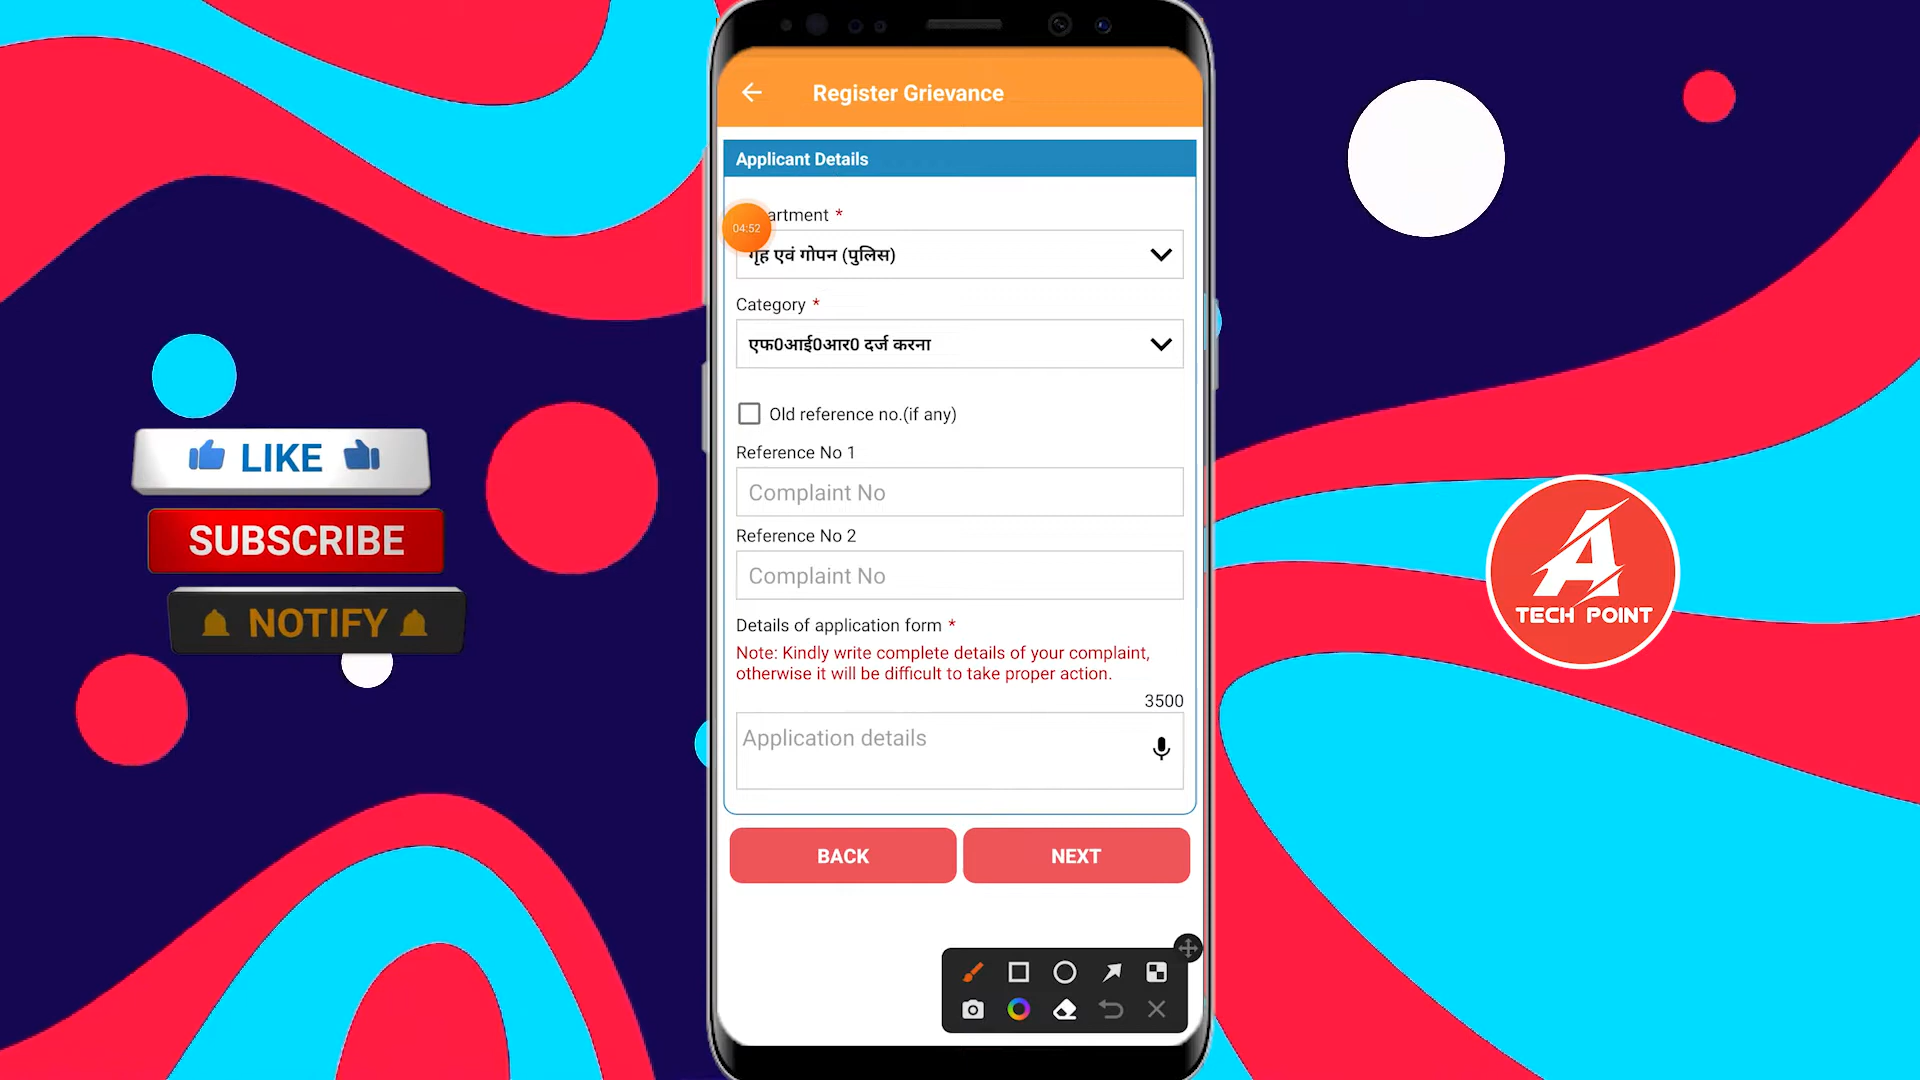 Register Grievance
Applicant Details
artment *
04:52
गृह एवं गोपन (पुलिस)
Category *
एफ0आई0आर0 दर्ज करना
Old reference no.(if any)
Reference No 1
Complaint No
Reference No 2
Complaint No
Details of application form *
Note: Kindly write complete details of your complaint,
otherwise it will be difficult to take proper action.
3500
Application details
BACK
NEXT
LIKE
SUBSCRIBE
NOTIFY
A
TECH POINT